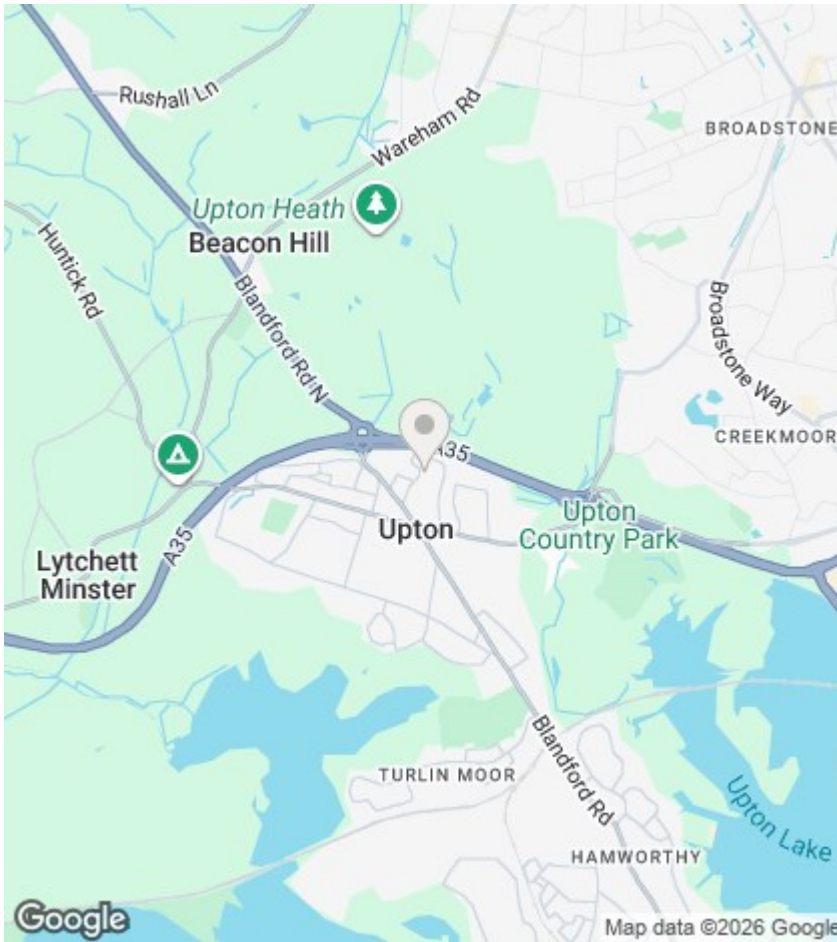 Rushall Ln
Wareham Rd
BROADSTONE
Upton Heath
Beacon Hill
Huntick Rd
Blandford Rd N
Broadstone Way
CREEKMOOR
A35
Upton
Upton
Country Park
Lytchett
Minster
A35
TURLIN MOOR
Blandford Rd
Upton Lake
HAMWORTHY
Google
Map data ©2026 Google